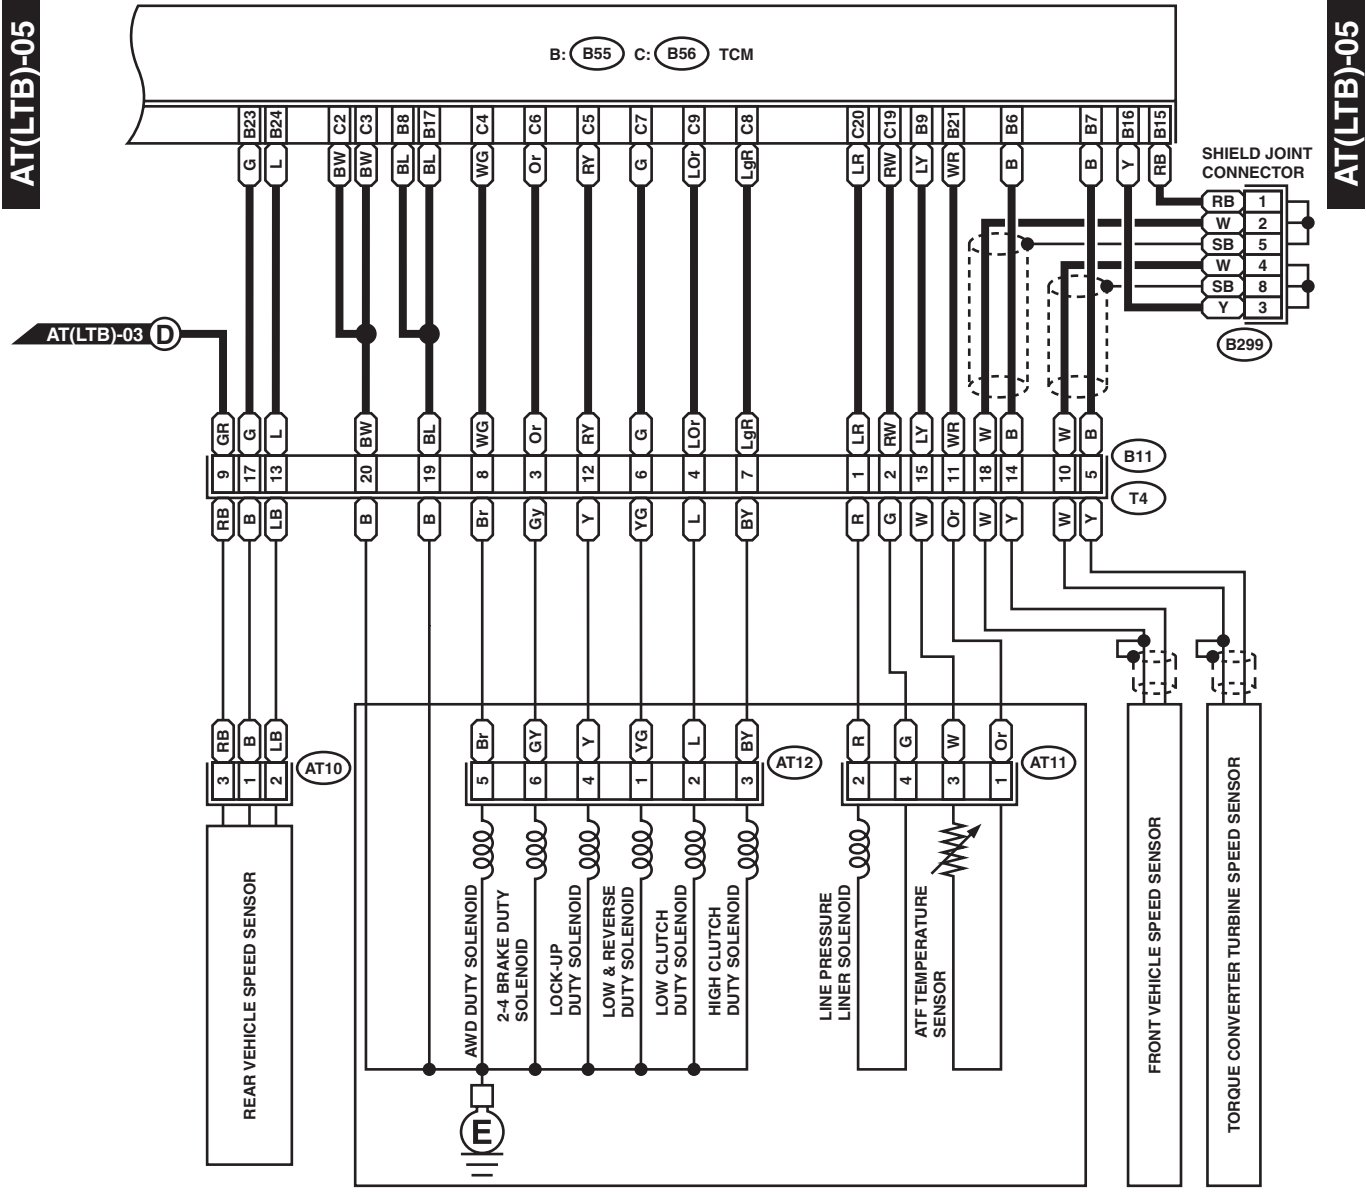 AT(LTB)-05
AT(LTB)-05
B: B55 C: B56 TCM
B23 B24 C2 C3 B8 B17 C4 C6 C5 C7 C9 C8 C20 C19 B9 B21 B6 B7 B16 B15
G L BW BW BL BL WG Or RY G LOr LgR LR RW LY WR B B Y RB
SHIELD JOINT
CONNECTOR
RB 1
W 2
SB 5
W 4
SB 8
Y 3
B299
AT(LTB)-03 D
GR G L BW BL WG Or RY G LOr LgR LR RW LY WR W B W B
B11
9 17 13 20 19 8 3 12 6 4 7 1 2 15 11 18 14 10 5
T4
RB B LB B B Br Gy Y YG L BY R G W Or W Y W Y
RB B LB
3 1 2
AT10
Br GY Y YG L BY
5 6 4 1 2 3
AT12
R G W Or
2 4 3 1
AT11
REAR VEHICLE SPEED SENSOR
AWD DUTY SOLENOID
2-4 BRAKE DUTY
SOLENOID
LOCK-UP
DUTY SOLENOID
LOW & REVERSE
DUTY SOLENOID
LOW CLUTCH
DUTY SOLENOID
HIGH CLUTCH
DUTY SOLENOID
LINE PRESSURE
LINER SOLENOID
ATF TEMPERATURE
SENSOR
FRONT VEHICLE SPEED SENSOR
TORQUE CONVERTER TURBINE SPEED SENSOR
E